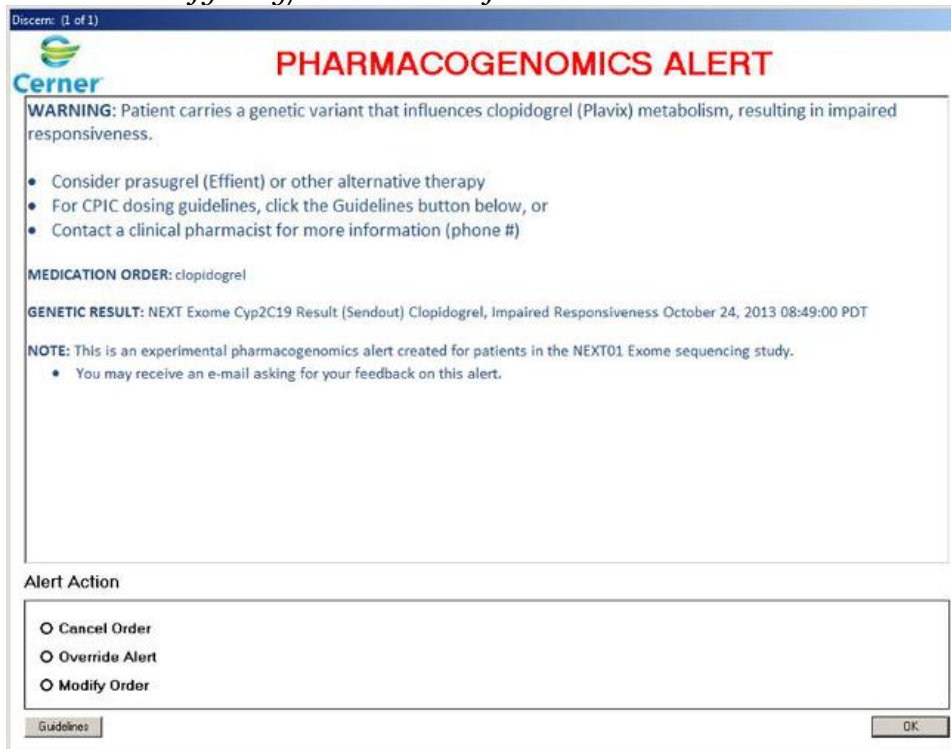 Discern: (1 of 1)
Cerner
PHARMACOGENOMICS ALERT
WARNING: Patient carries a genetic variant that influences clopidogrel (Plavix) metabolism, resulting in impaired
responsiveness.
• Consider prasugrel (Effient) or other alternative therapy
• For CPIC dosing guidelines, click the Guidelines button below, or
• Contact a clinical pharmacist for more information (phone #)
MEDICATION ORDER: clopidogrel
GENETIC RESULT: NEXT Exome Cyp2C19 Result (Sendout) Clopidogrel, Impaired Responsiveness October 24, 2013 08:49:00 PDT
NOTE: This is an experimental pharmacogenomics alert created for patients in the NEXT01 Exome sequencing study.
• You may receive an e-mail asking for your feedback on this alert.
Alert Action
Cancel Order
Override Alert
Modify Order
Guidelines
OK